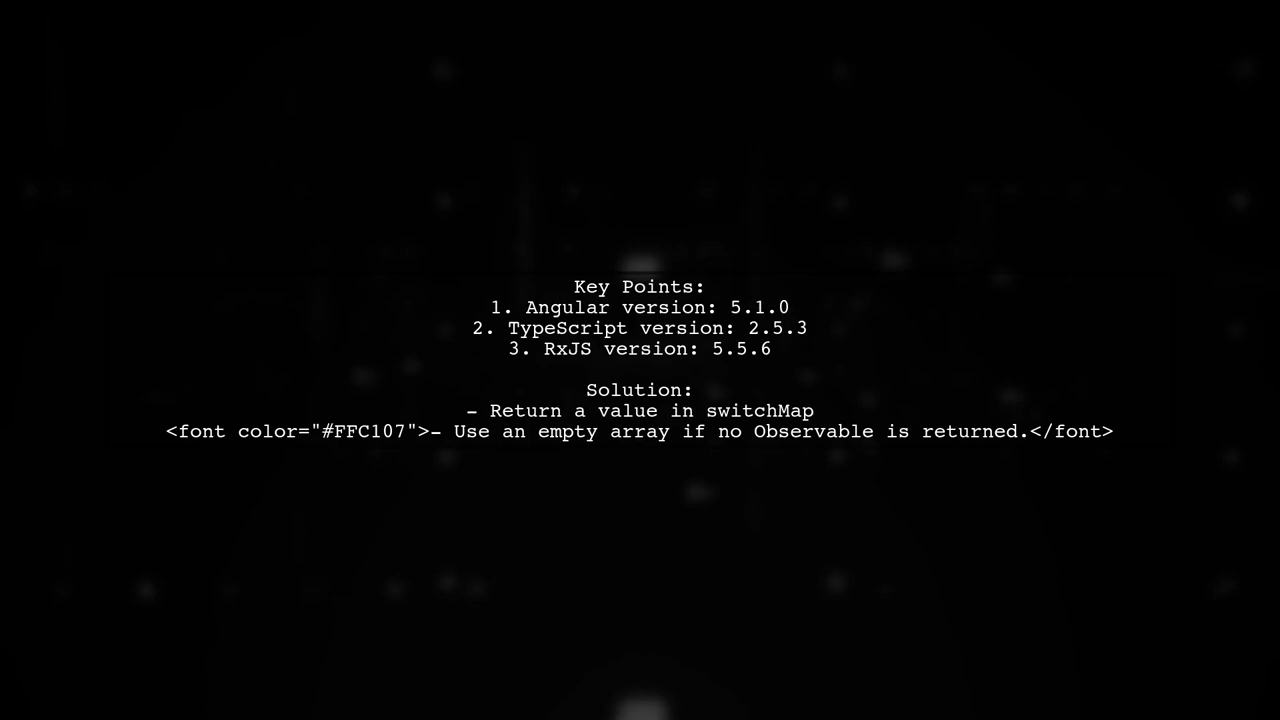 Key Points:
1. Angular version: 5.1.0
2. TypeScript version: 2.5.3
3. RxJS version: 5.5.6
Solution:
- Return a value in switchMap
<font color="#FFC107">- Use an empty array if no Observable is returned.</font>